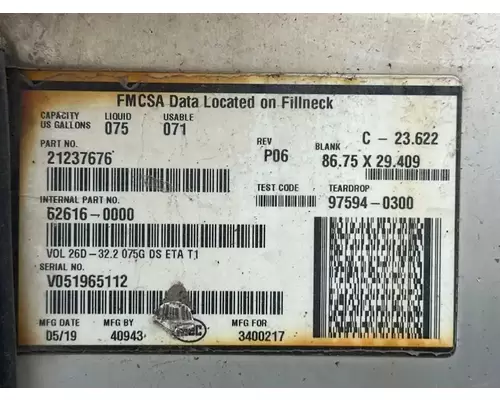 FMCSA Data Located on Fillneck
CAPACITY LIQUID USABLE
US GALLONS 075 071
C - 23.622
REV BLANK
P06 86.75 X 29.409
PART NO.
21237676
TEST CODE TEARDROP
97594-0300
INTERNAL PART NO.
62616-0000
VOL 26D-32.2 075G DS ETA T1
SERIAL NO.
V051965112
MFG DATE MFG BY MFG FOR
05/19 40943 3400217